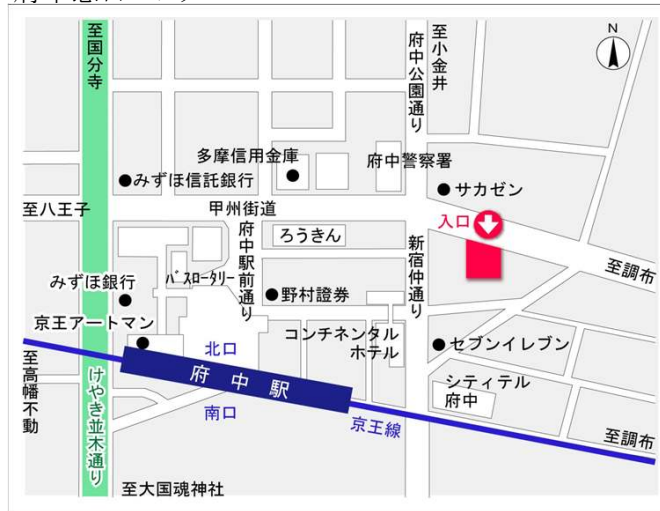 至国分寺
府中公園通り
至小金井
N
多摩信用金庫
府中警察署
みずほ信託銀行
サカゼン
至八王子
甲州街道
入口
ろうきん
府中駅前通り
新宿仲通り
至調布
バスロータリー
みずほ銀行
野村證券
京王アートマン
コンチネンタル
ホテル
セブンイレブン
北口
府中駅
シティテル
府中
至高幡不動
けやき並木通り
南口
京王線
至調布
至大国魂神社